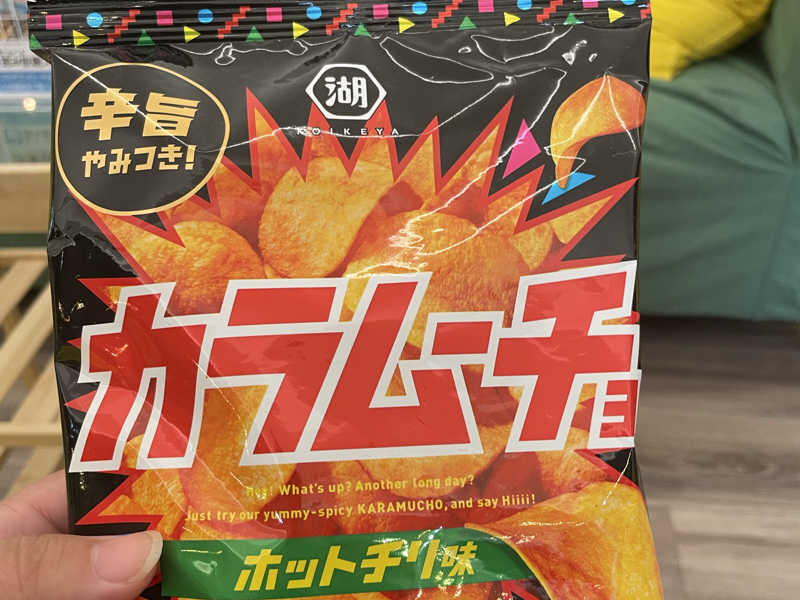 辛旨
やみつき!
湖
KOIKEYA
カラムーチョ
Hey! What's up? Another long day?
Just try our yummy-spicy KARAMUCHO, and say Hiiii!
ホットチリ味